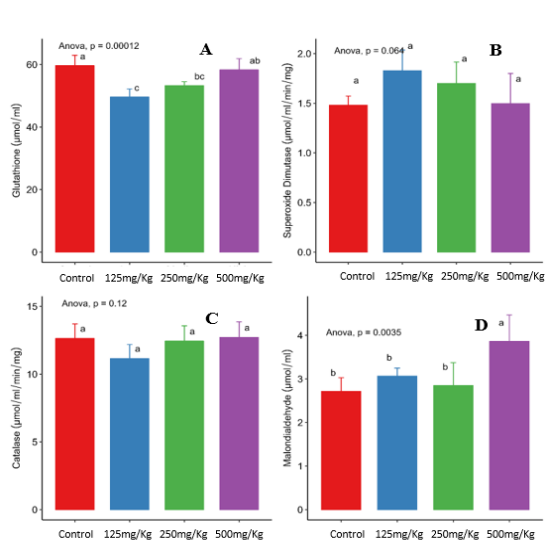 Anova, p = 0.00012
A
a
c
bc
ab
60
40
20
0
Glutathione (µmol/ml)
Control 125mg/Kg 250mg/Kg 500mg/Kg
Anova, p = 0.064
B
a
a
a
a
2.0
1.5
1.0
0.5
0.0
Superoxide Dimutase (µmol/ml/min/mg)
Control 125mg/Kg 250mg/Kg 500mg/Kg
Anova, p = 0.12
C
a
a
a
a
15
10
5
0
Catalase (µmol/ml/min/mg)
Control 125mg/Kg 250mg/Kg 500mg/Kg
Anova, p = 0.0035
D
b
b
b
a
4
3
2
1
0
Malondialdehyde (µmol/ml)
Control 125mg/Kg 250mg/Kg 500mg/Kg